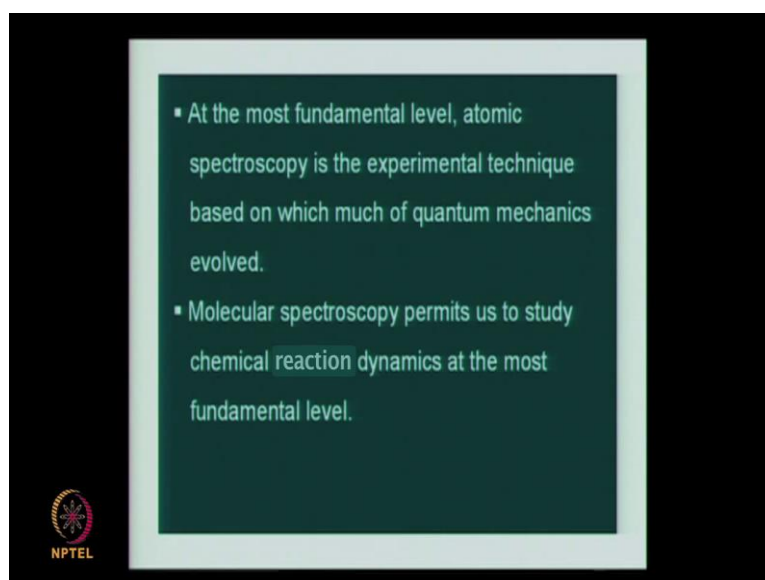 ▪ At the most fundamental level, atomic
spectroscopy is the experimental technique
based on which much of quantum mechanics
evolved.
▪ Molecular spectroscopy permits us to study
chemical reaction dynamics at the most
fundamental level.
NPTEL